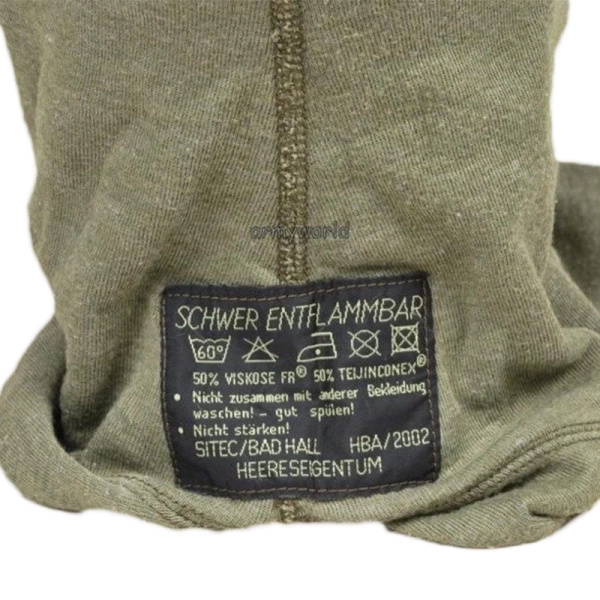 armyworld
SCHWER ENTFLAMMBAR
60°
50% VISKOSE FR® 50% TEIJINCONEX®
• Nicht zusammen mit anderer Bekleidung
waschen! - gut spülen!
• Nicht stärken!
SITEC/BAD HALL HBA/2002
HEERESEIGENTUM